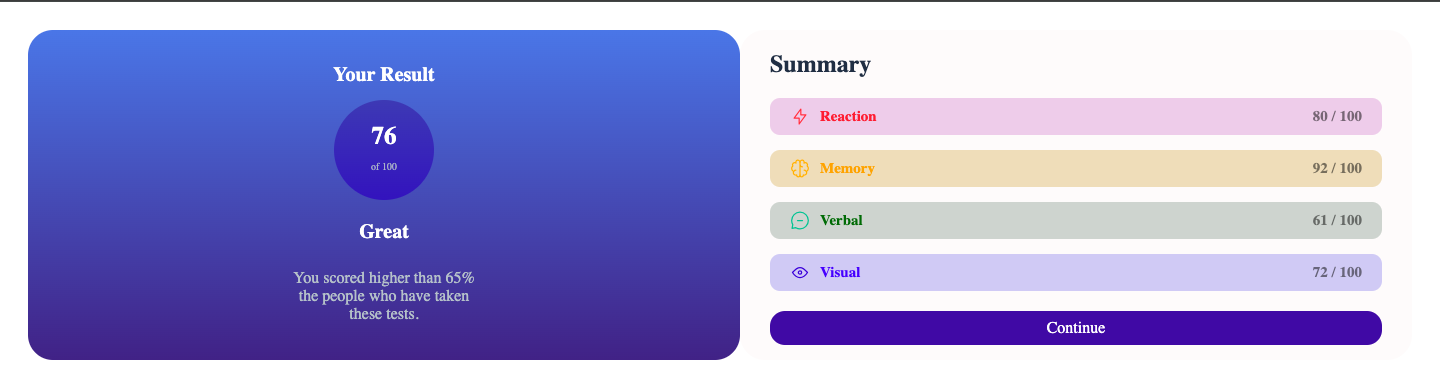 Your Result
76
of 100
Great
You scored higher than 65%
the people who have taken
these tests.
Summary
Reaction 80 / 100
Memory 92 / 100
Verbal 61 / 100
Visual 72 / 100
Continue